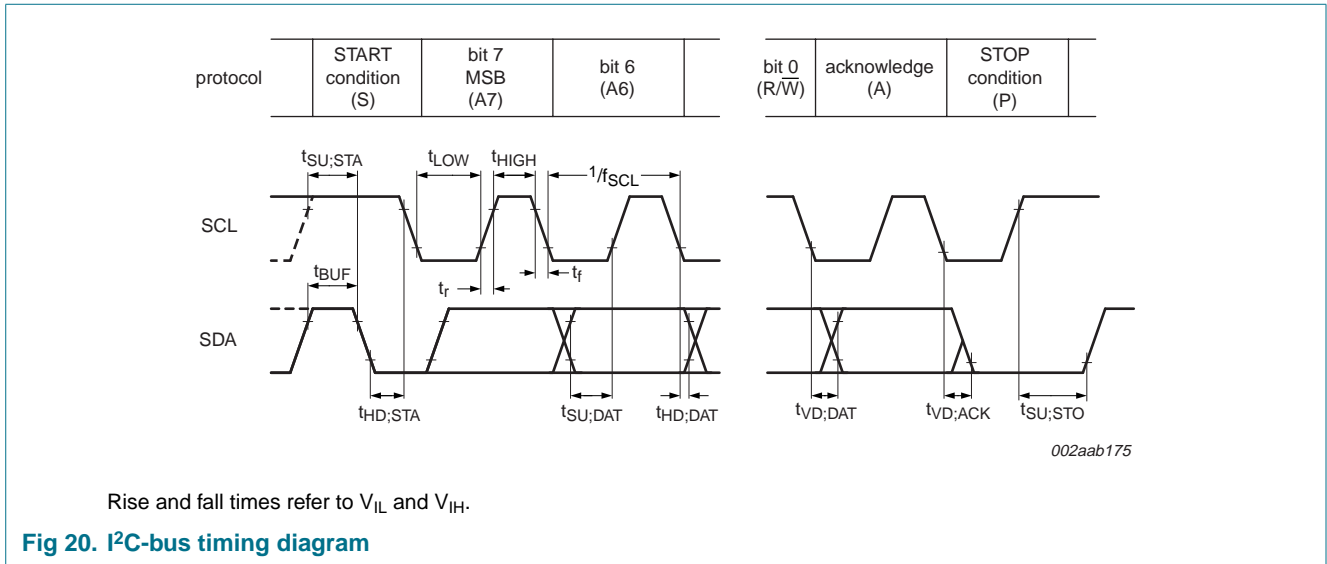 protocol
START
condition
(S)
bit 7
MSB
(A7)
bit 6
(A6)
bit 0
(R/W̅)
acknowledge
(A)
STOP
condition
(P)
tSU;STA
tLOW
tHIGH
1/fSCL
SCL
tBUF
tr
tf
SDA
tHD;STA
tSU;DAT
tHD;DAT
tVD;DAT
tVD;ACK
tSU;STO
002aab175
Rise and fall times refer to VIL and VIH.
Fig 20. I²C-bus timing diagram